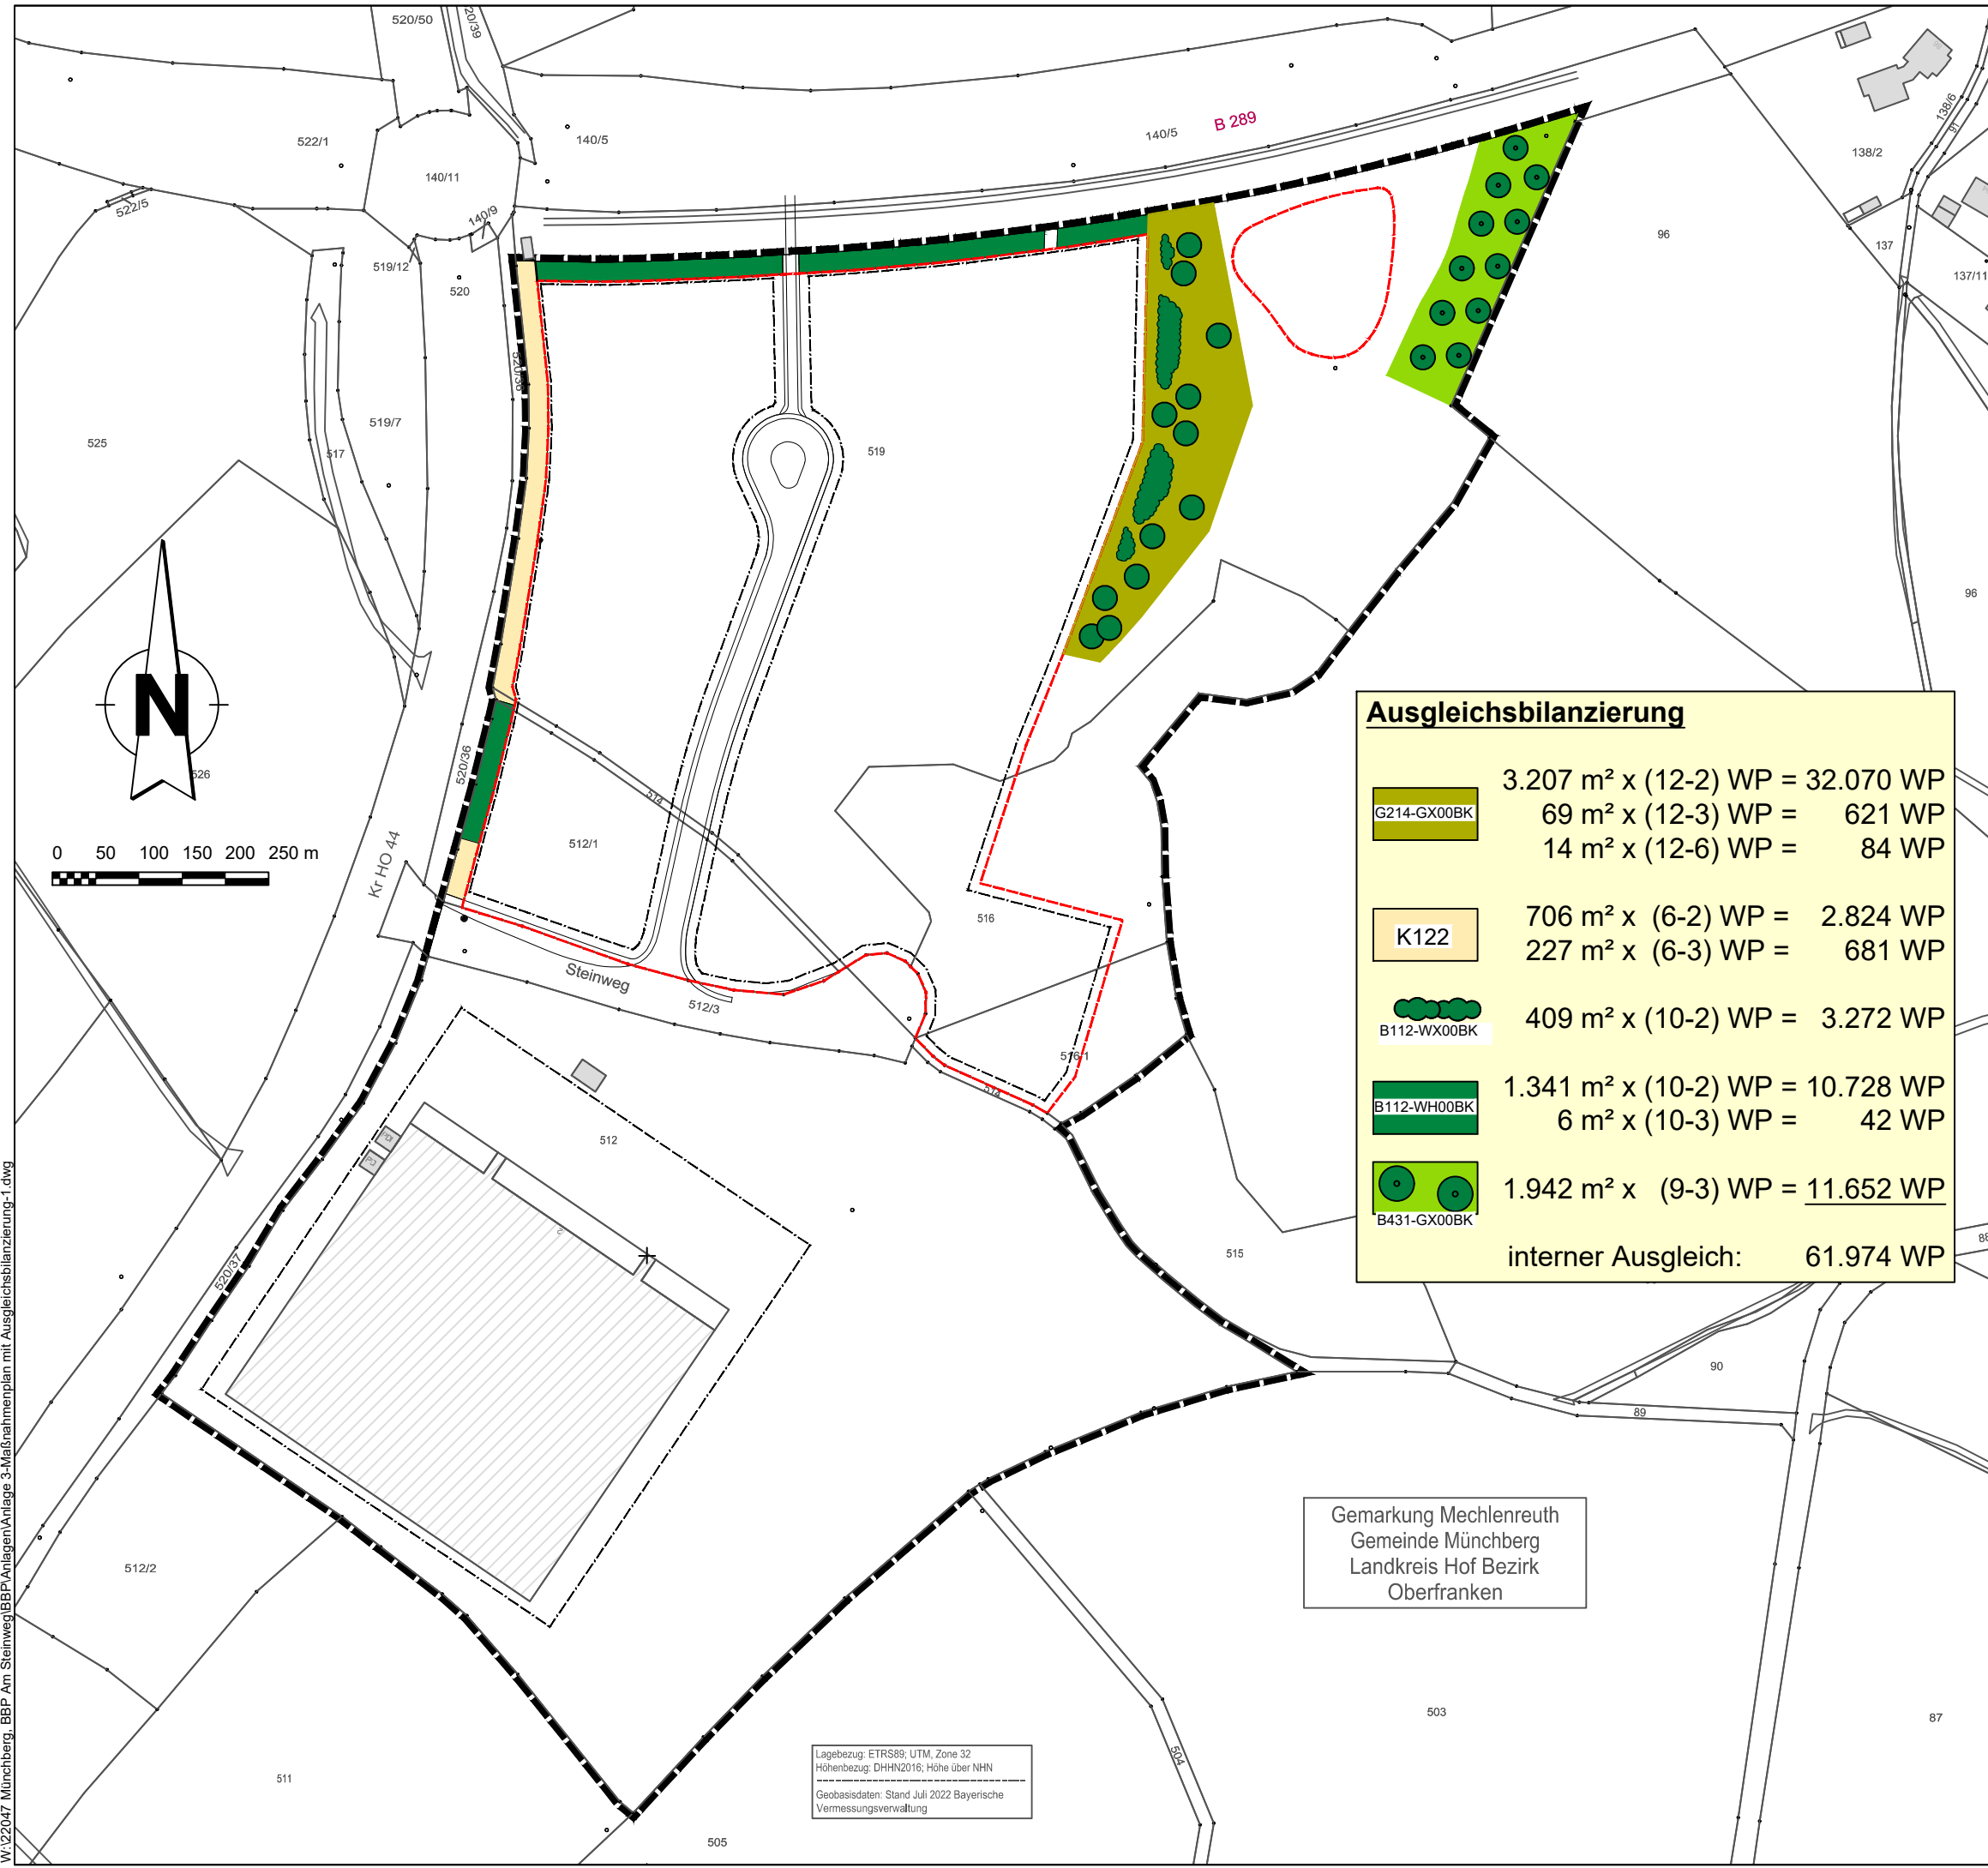 520/50
20/39
522/1
140/5
140/5
B 289
140/11
140/9
522/5
519/12
520
138/6
91
138/2
137
137/11
96
520/36
519/7
517
525
519
96
N
526
0 50 100 150 200 250 m
520/36
Kr HO 44
514
512/1
516
Steinweg
512/3
516/1
514
512
515
520/37
512/2
511
505
504
503
90
89
88
87
Ausgleichsbilanzierung
3.207 m² x (12-2) WP = 32.070 WP
G214-GX00BK
69 m² x (12-3) WP = 621 WP
14 m² x (12-6) WP = 84 WP
706 m² x (6-2) WP = 2.824 WP
K122
227 m² x (6-3) WP = 681 WP
409 m² x (10-2) WP = 3.272 WP
B112-WX00BK
1.341 m² x (10-2) WP = 10.728 WP
B112-WH00BK
6 m² x (10-3) WP = 42 WP
1.942 m² x (9-3) WP = 11.652 WP
B431-GX00BK
interner Ausgleich: 61.974 WP
Gemarkung Mechlenreuth
Gemeinde Münchberg
Landkreis Hof Bezirk
Oberfranken
Lagebezug: ETRS89; UTM, Zone 32
Höhenbezug: DHHN2016; Höhe über NHN
Geobasisdaten: Stand Juli 2022 Bayerische
Vermessungsverwaltung
W:\22047 Münchberg, BBP Am Steinweg\BBP\Anlagen\Anlage 3-Maßnahmenplan mit Ausgleichsbilanzierung-1.dwg